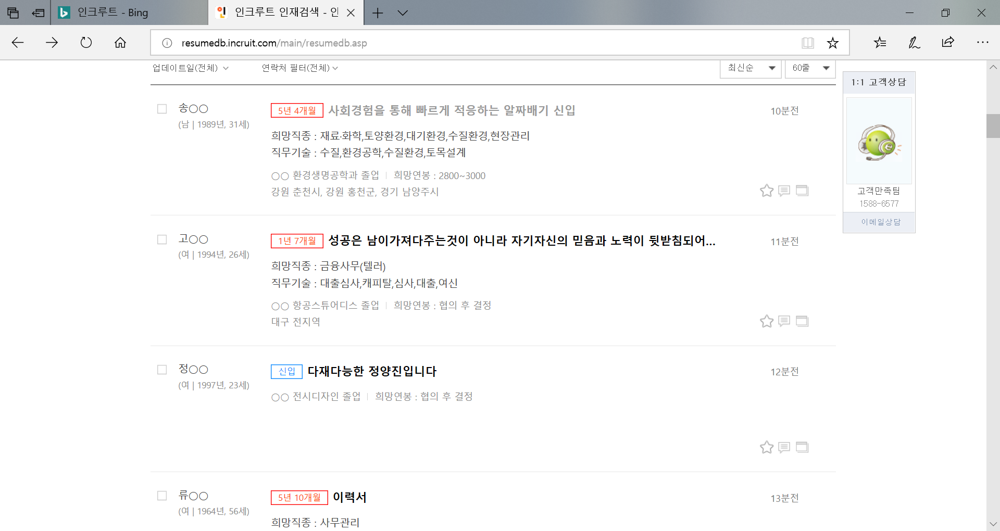 인크루트 - Bing
인크루트 인재검색 - 인
resumedb.incruit.com/main/resumedb.asp
업데이트일(전체)
연락처 필터(전체)
최신순
60줄
송○○
(남 | 1989년, 31세)
5년 4개월 사회경험을 통해 빠르게 적응하는 알짜배기 신입
10분전
희망직종 : 재료·화학,토양환경,대기환경,수질환경,현장관리
직무기술 : 수질,환경공학,수질환경,토목설계
○○ 환경생명공학과 졸업 | 희망연봉 : 2800~3000
강원 춘천시, 강원 홍천군, 경기 남양주시
고○○
(여 | 1994년, 26세)
1년 7개월 성공은 남이가져다주는것이 아니라 자기자신의 믿음과 노력이 뒷받침되어...
11분전
희망직종 : 금융사무(텔러)
직무기술 : 대출심사,캐피탈,심사,대출,여신
○○ 항공스튜어디스 졸업 | 희망연봉 : 협의 후 결정
대구 전지역
정○○
(여 | 1997년, 23세)
신입 다재다능한 정양진입니다
12분전
○○ 전시디자인 졸업 | 희망연봉 : 협의 후 결정
류○○
(여 | 1964년, 56세)
5년 10개월 이력서
13분전
희망직종 : 사무관리
1:1 고객상담
고객만족팀
1588-6577
이메일상담